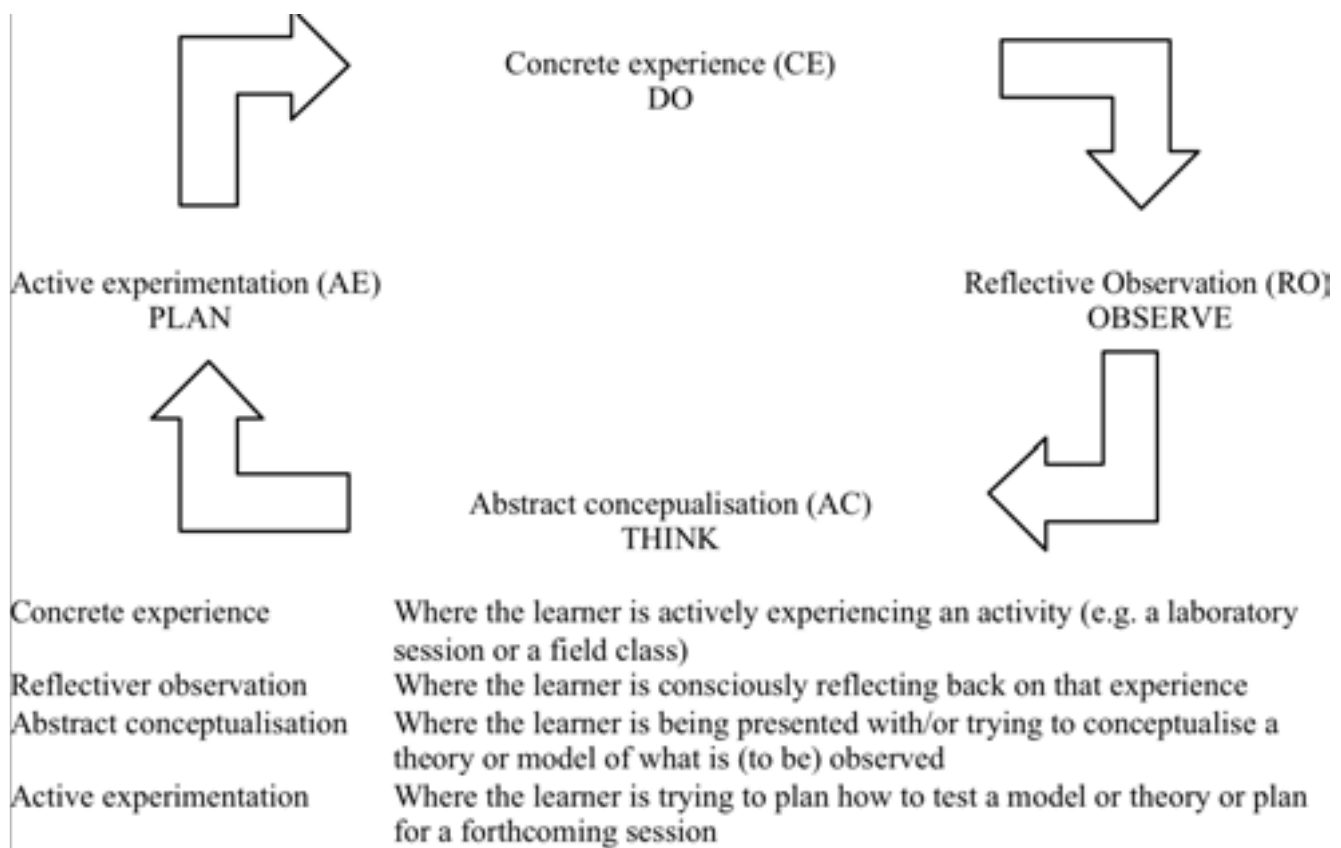 Concrete experience (CE)
DO
Active experimentation (AE)
PLAN
Reflective Observation (RO)
OBSERVE
Abstract concepualisation (AC)
THINK
Concrete experience Where the learner is actively experiencing an activity (e.g. a laboratory
session or a field class)
Reflectiver observation Where the learner is consciously reflecting back on that experience
Abstract conceptualisation Where the learner is being presented with/or trying to conceptualise a
theory or model of what is (to be) observed
Active experimentation Where the learner is trying to plan how to test a model or theory or plan
for a forthcoming session